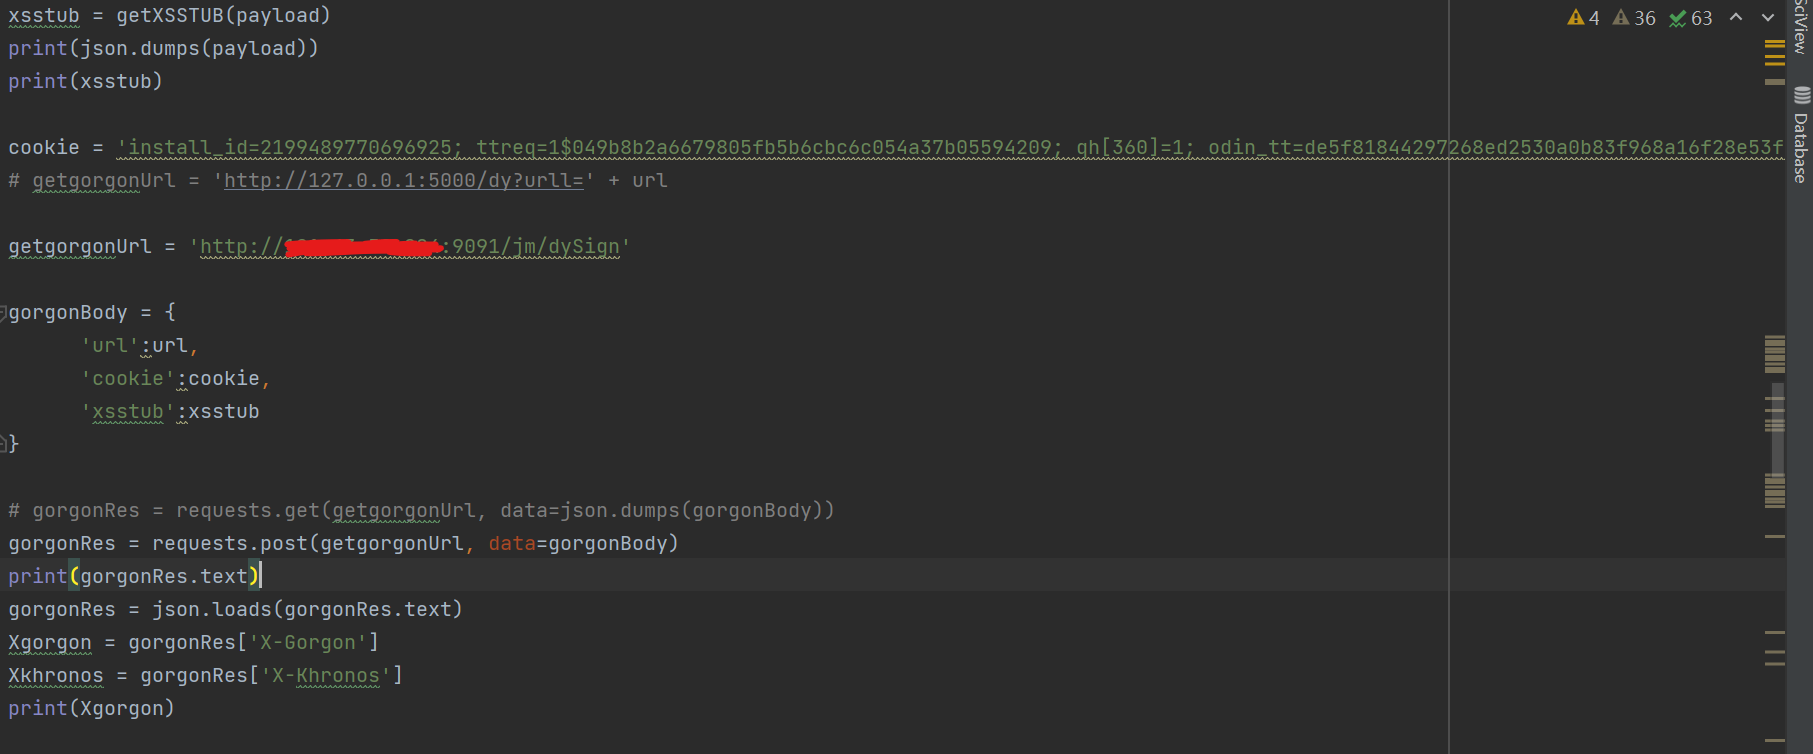 xsstub = getXSSTUB(payload)
4 36 63
print(json.dumps(payload))
print(xsstub)
cookie = 'install_id=2199489770696925; ttreq=1$049b8b2a6679805fb5b6cbc6c054a37b05594209; qh[360]=1; odin_tt=de5f81844297268ed2530a0b83f968a16f28e53f
# getgorgonUrl = 'http://127.0.0.1:5000/dy?urll=' + url
getgorgonUrl = 'http://:9091/jm/dySign'
gorgonBody = {
'url':url,
'cookie':cookie,
'xsstub':xsstub
}
# gorgonRes = requests.get(getgorgonUrl, data=json.dumps(gorgonBody))
gorgonRes = requests.post(getgorgonUrl, data=gorgonBody)
print(gorgonRes.text)
gorgonRes = json.loads(gorgonRes.text)
Xgorgon = gorgonRes['X-Gorgon']
Xkhronos = gorgonRes['X-Khronos']
print(Xgorgon)
SciView
Database